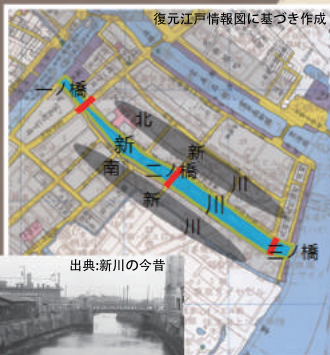 復元江戸情報図に基づき作成
一ノ橋
北新川
新川
二ノ橋
南新川
三ノ橋
出典:新川の今昔